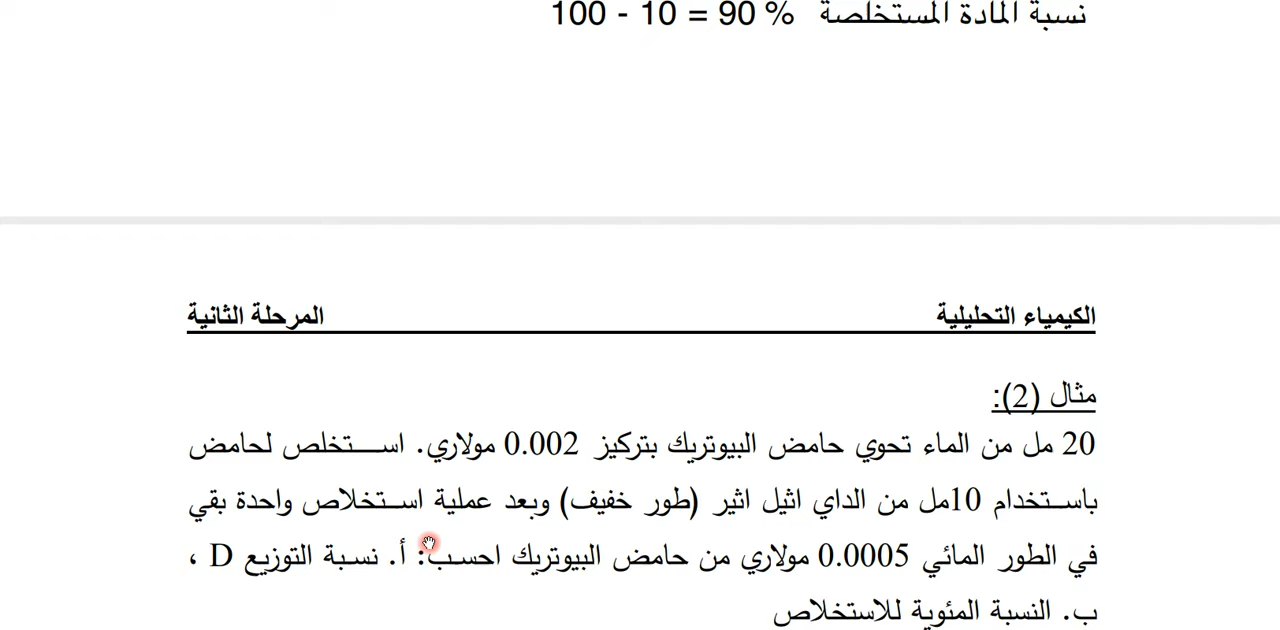 نسبة المادة المستخلصة 100 - 10 = 90 %
الكيمياء التحليلية المرحلة الثانية
مثال (2):
20 مل من الماء تحوي حامض البيوتريك بتركيز 0.002 مولاري. استخلص لحامض
باستخدام 10مل من الداي اثيل اثير (طور خفيف) وبعد عملية استخلاص واحدة بقي
في الطور المائي 0.0005 مولاري من حامض البيوتريك احسب: أ. نسبة التوزيع D ،
ب. النسبة المئوية للاستخلاص